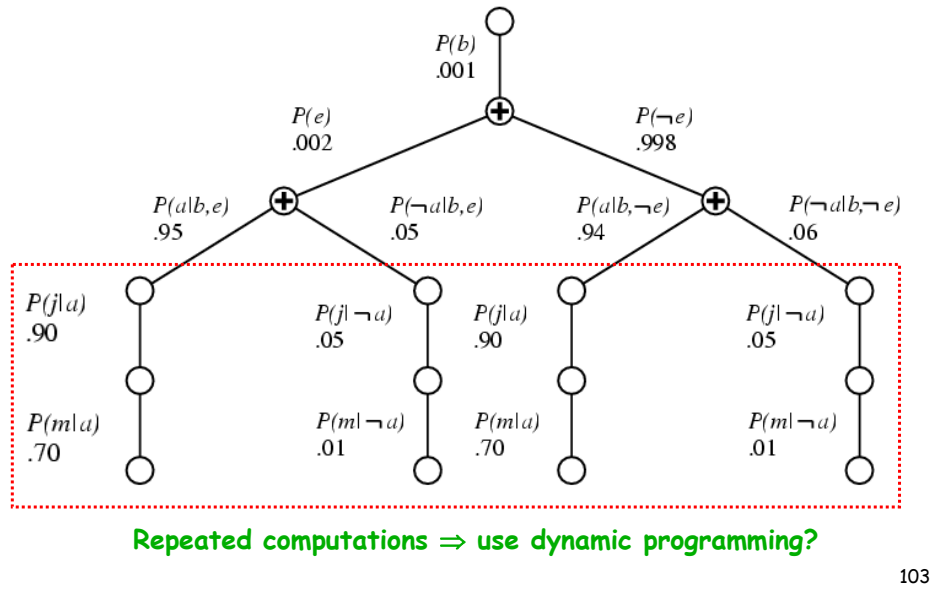 P(b)
.001
P(e)
.002
P(¬e)
.998
P(a|b,e)
.95
P(¬a|b,e)
.05
P(a|b,¬e)
.94
P(¬a|b,¬e)
.06
P(j|a)
.90
P(j|¬a)
.05
P(j|a)
.90
P(j|¬a)
.05
P(m|a)
.70
P(m|¬a)
.01
P(m|a)
.70
P(m|¬a)
.01
Repeated computations ⇒ use dynamic programming?
103